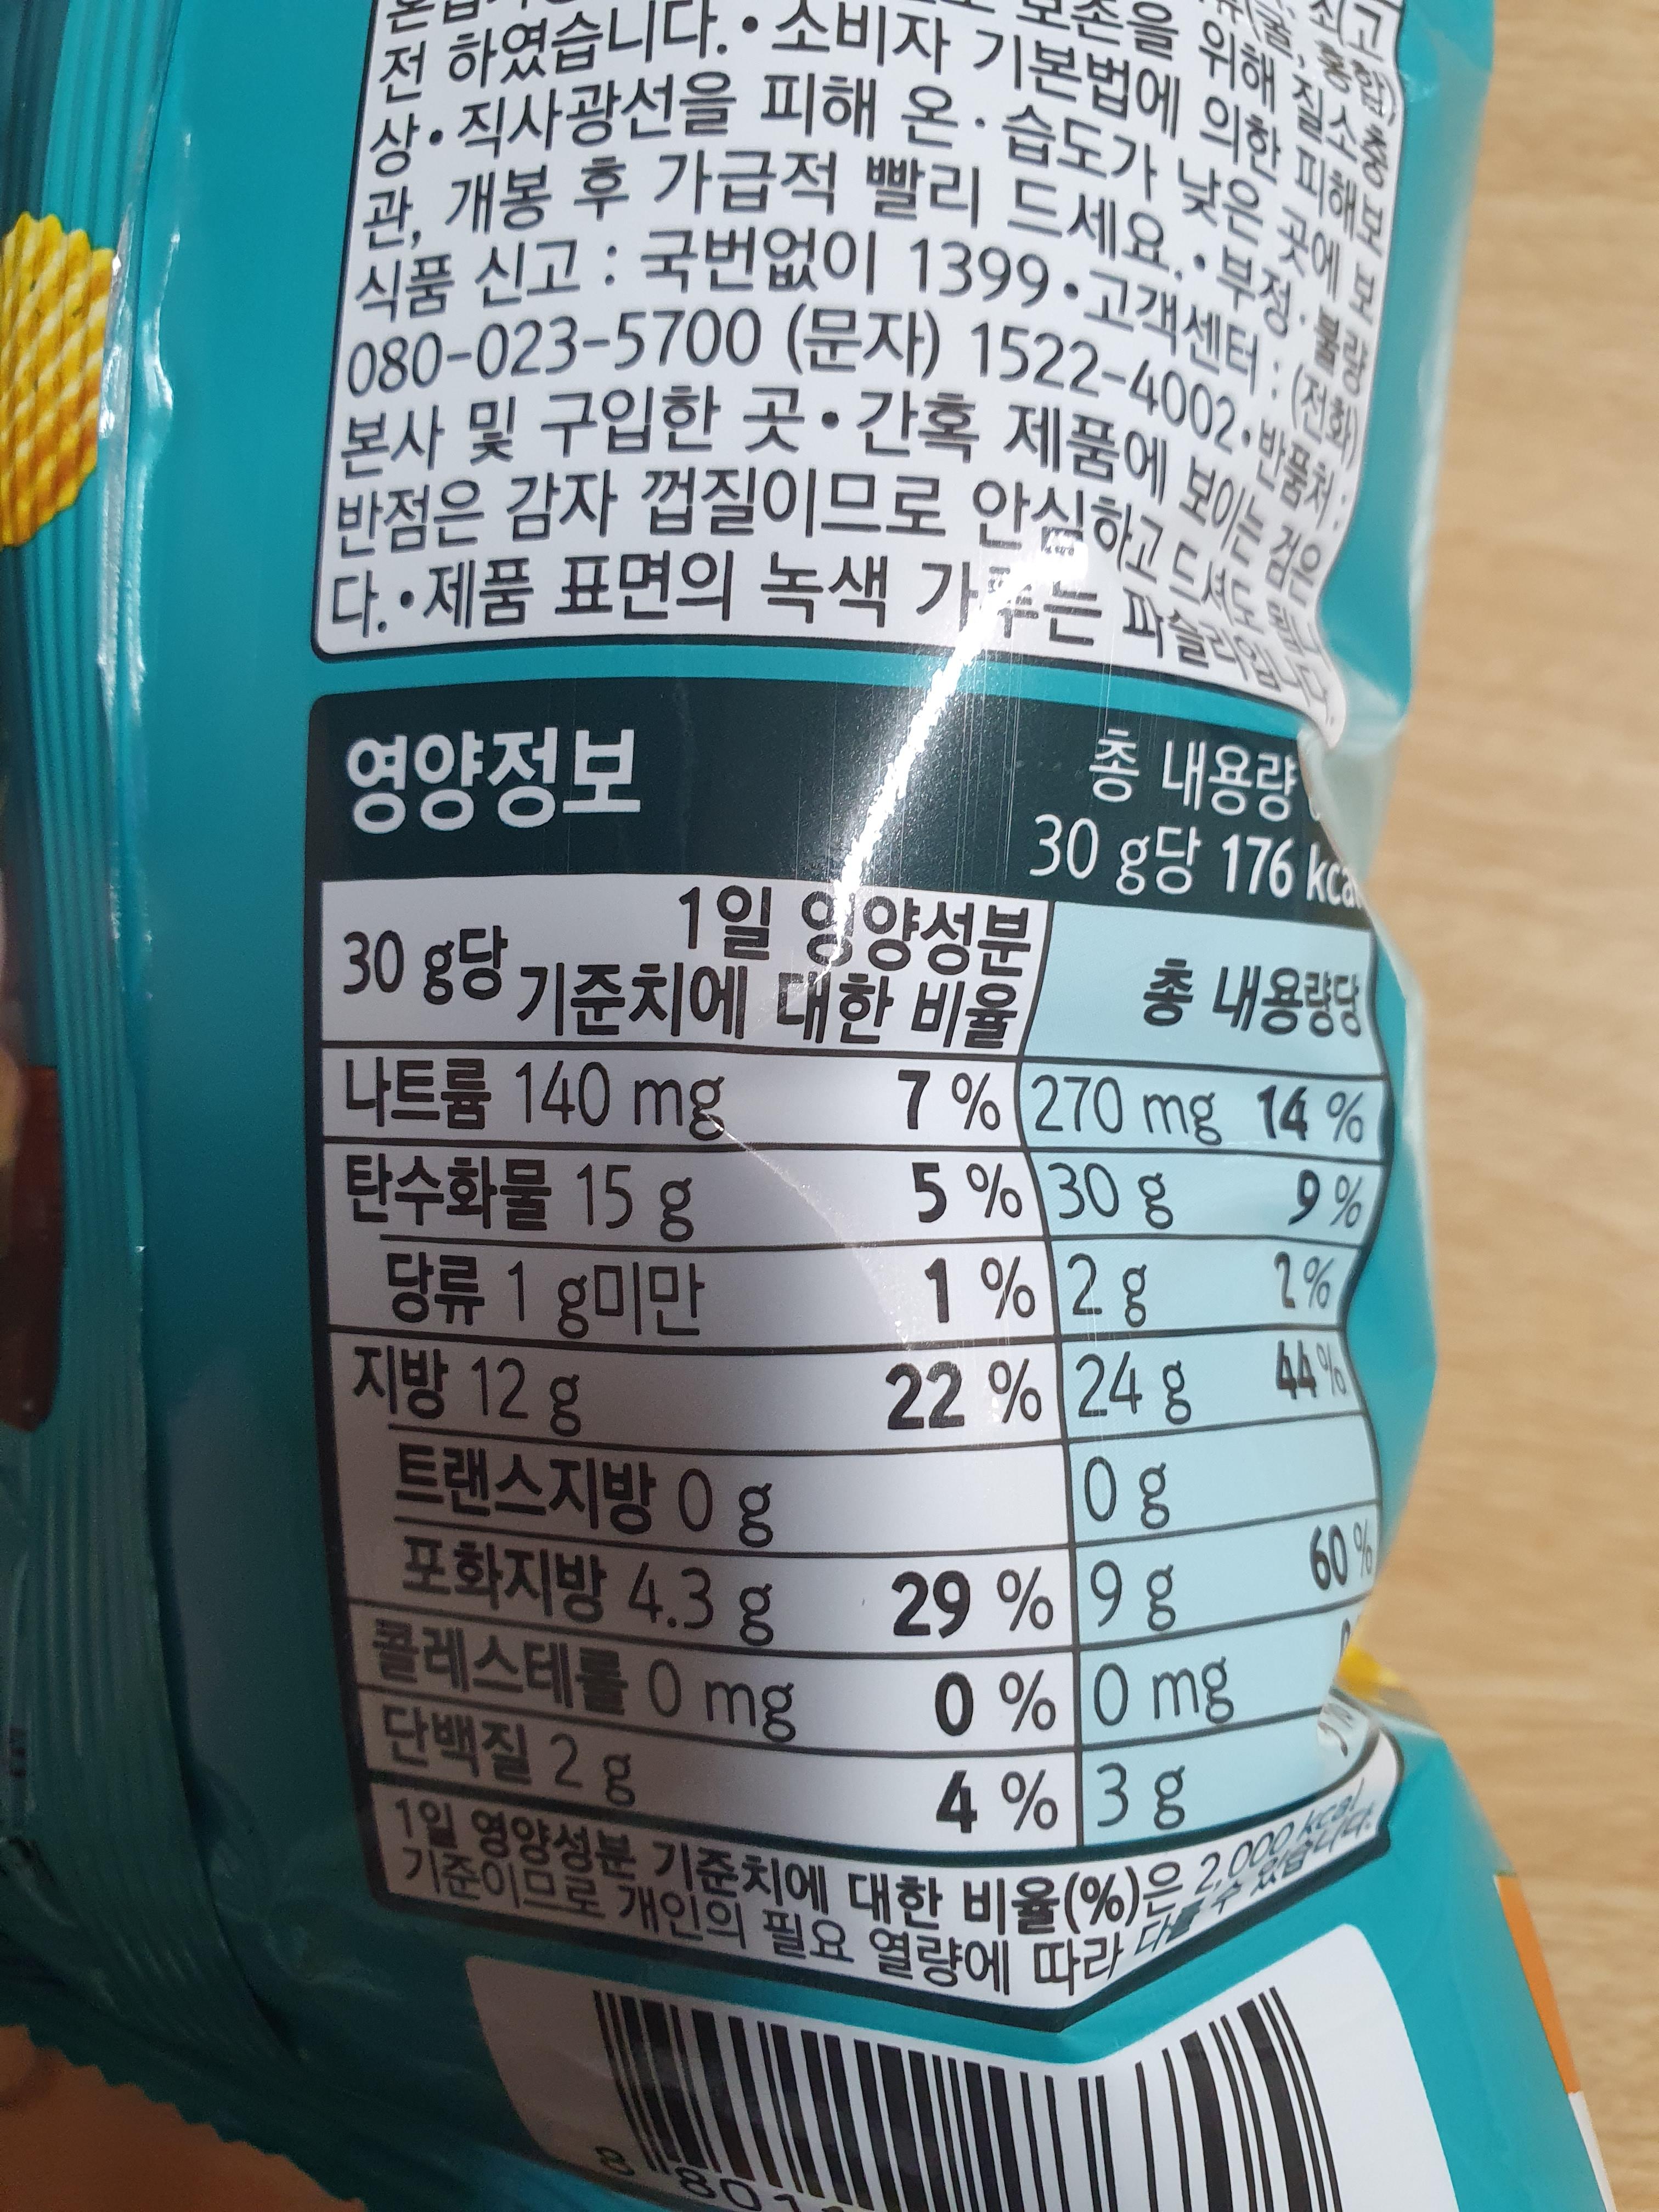 전 하였습니다.•소비자 기본법에 의한 피해보
상•직사광선을 피해 온·습도가 낮은 곳에 보
관, 개봉 후 가급적 빨리 드세요.•부정·불량
식품 신고 : 국번없이 1399•고객센터 : (전화)
080-023-5700 (문자) 1522-4002•반품처 :
본사 및 구입한 곳•간혹 제품에 보이는 검은
반점은 감자 껍질이므로 안심하고 드셔도 됩니
다.•제품 표면의 녹색 가루는 파슬리입니다.
영양정보
총 내용량
30 g당 176 kcal
30 g당 1일 영양성분
기준치에 대한 비율
총 내용량당
나트륨 140 mg 7 % 270 mg 14 %
탄수화물 15 g 5 % 30 g 9 %
당류 1 g미만 1 % 2 g 2 %
지방 12 g 22 % 24 g 44 %
트랜스지방 0 g 0 g
포화지방 4.3 g 29 % 9 g 60 %
콜레스테롤 0 mg 0 % 0 mg
단백질 2 g 4 % 3 g
1일 영양성분 기준치에 대한 비율(%)은 2,000 kcal
기준이므로 개인의 필요 열량에 따라 다를 수 있습니다.
8 801